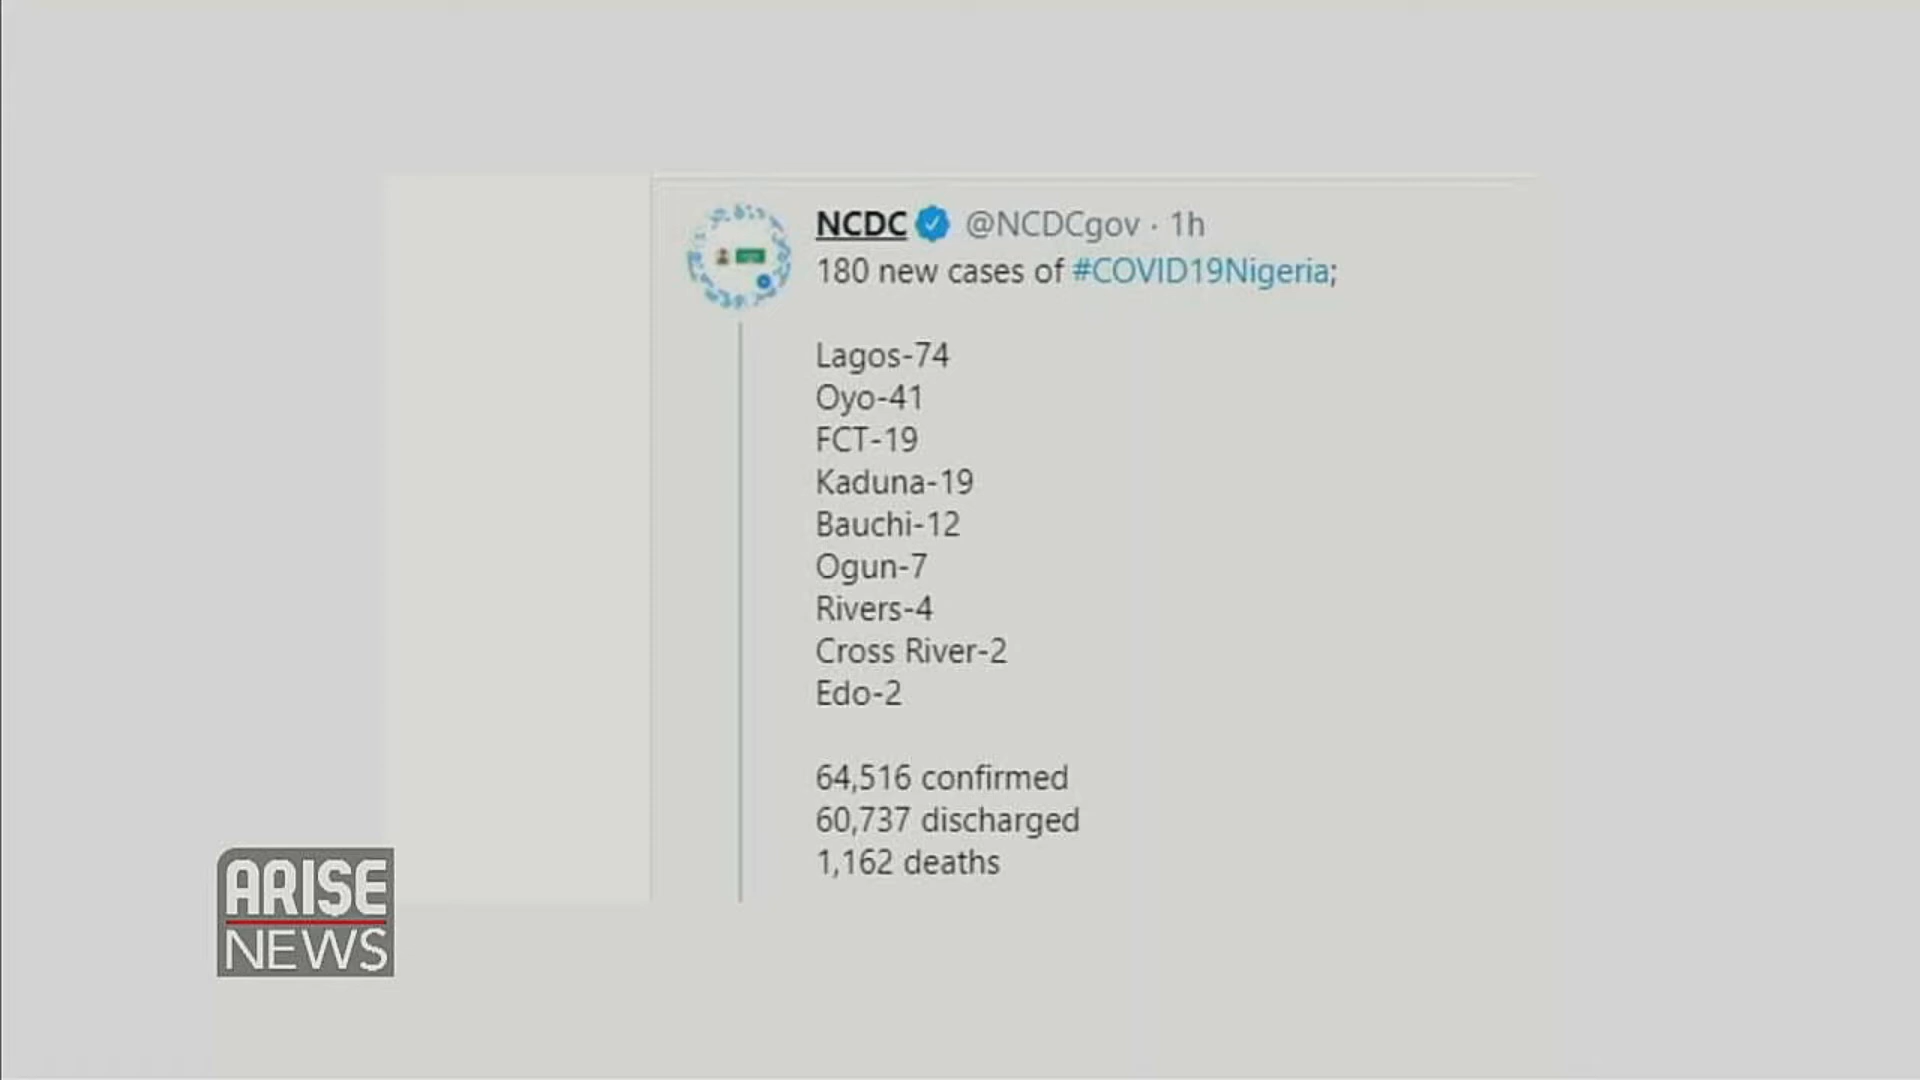 NCDC @NCDCgov · 1h
180 new cases of #COVID19Nigeria;
Lagos-74
Oyo-41
FCT-19
Kaduna-19
Bauchi-12
Ogun-7
Rivers-4
Cross River-2
Edo-2
64,516 confirmed
60,737 discharged
1,162 deaths
ARISE
NEWS